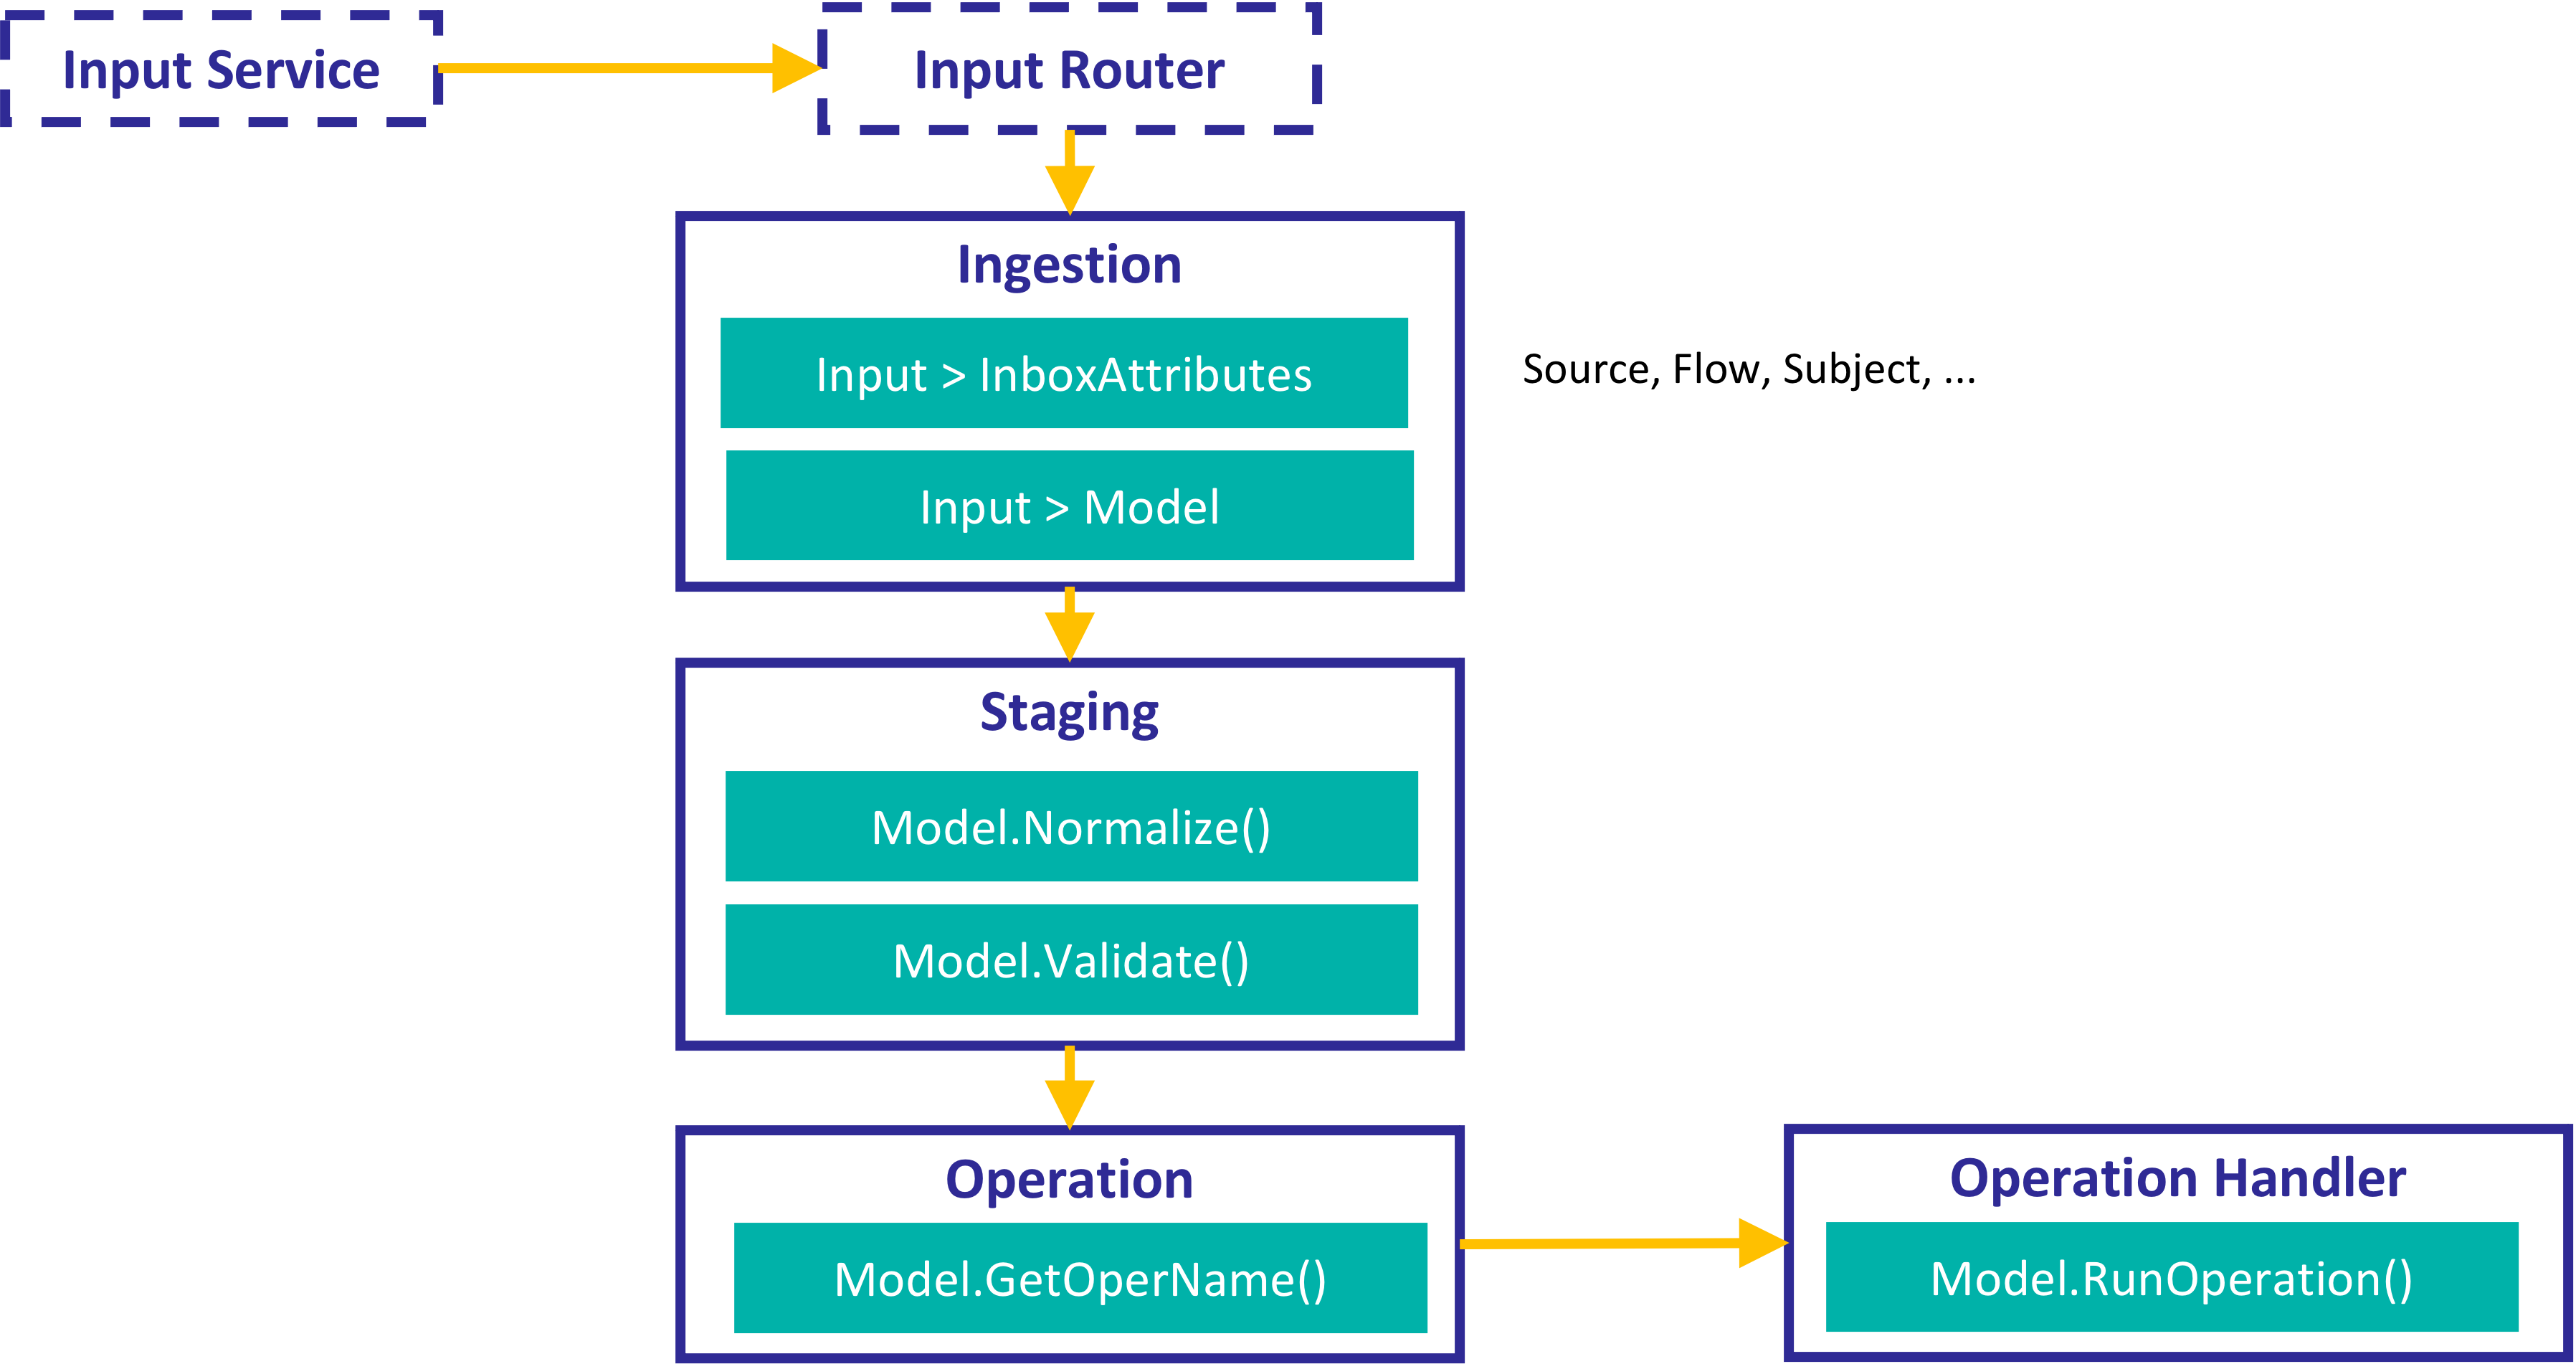 Input Service
Input Router
Ingestion
Input > InboxAttributes
Source, Flow, Subject, ...
Input > Model
Staging
Model.Normalize()
Model.Validate()
Operation
Model.GetOperName()
Operation Handler
Model.RunOperation()